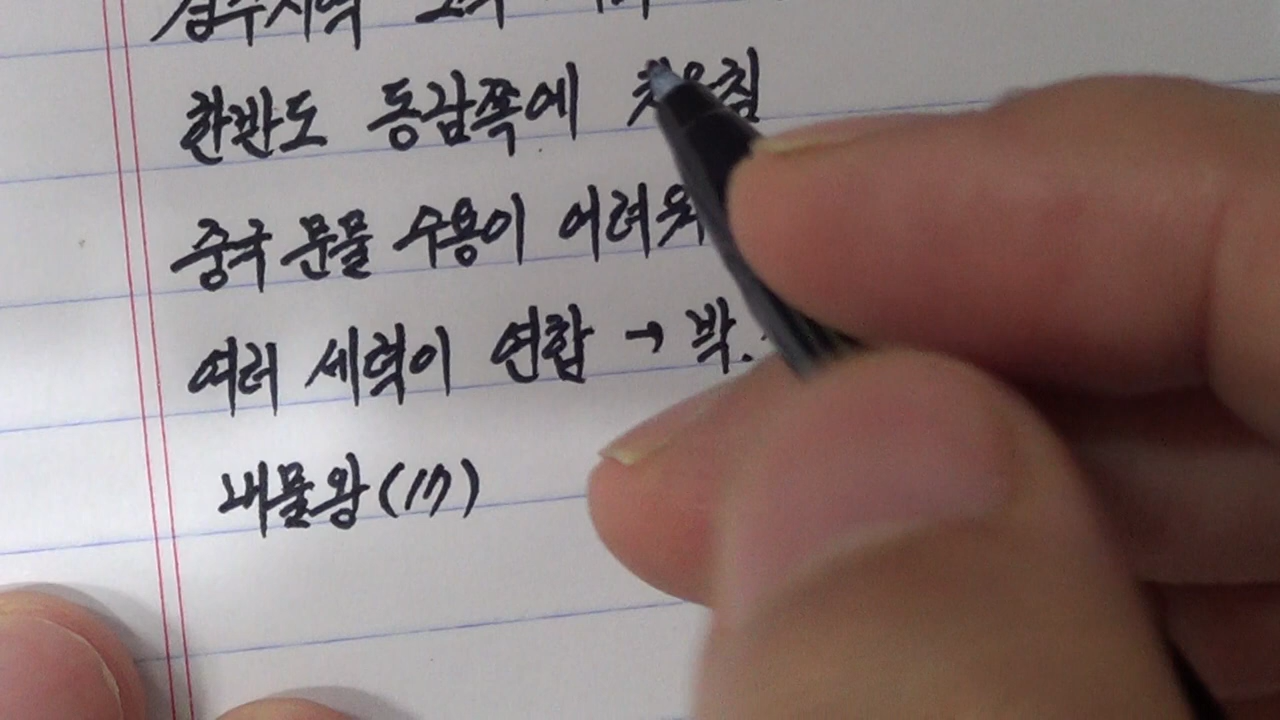 한반도 동남쪽에 치우침
중국 문물 수용이 어려웠
여러 세력이 연합 → 박.
내물왕(17)